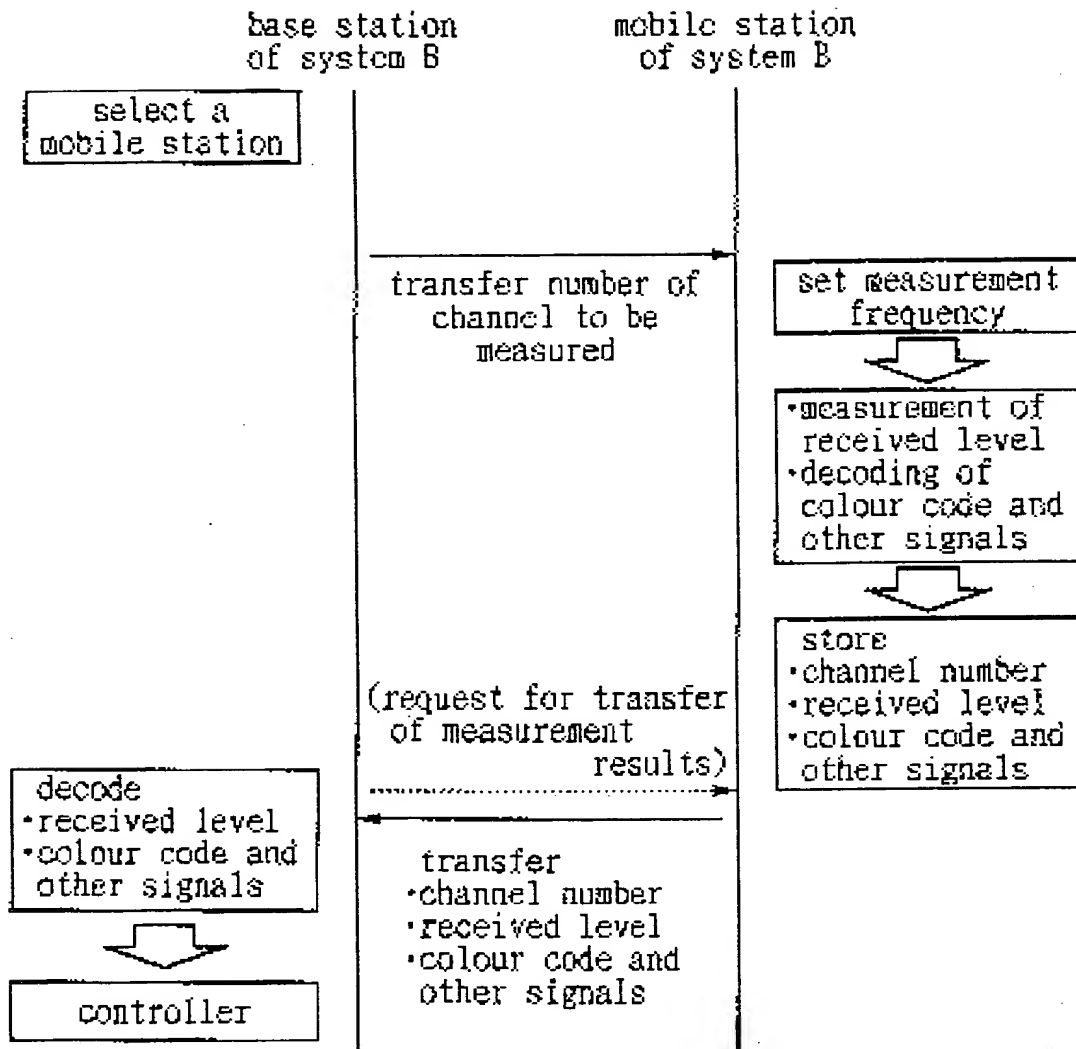 base station
of system B
mobile station
of system B
select a
mobile station
transfer number of
channel to be
measured
set measurement
frequency
•measurement of
received level
•decoding of
colour code and
other signals
store
•channel number
•received level
•colour code and
other signals
(request for transfer
of measurement
results)
decode
•received level
•colour code and
other signals
transfer
•channel number
•received level
•colour code and
other signals
controller